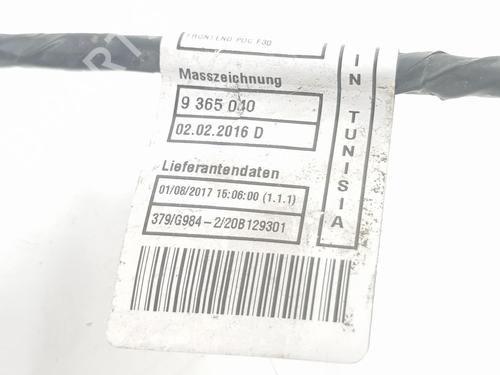 FRONTEND PDC F30
Masszeichnung
9 365 040
02.02.2016 D
Lieferantendaten
01/08/2017 15:06:00 (1.1.1)
379/G984-2/20B129301
IN TUNISIA